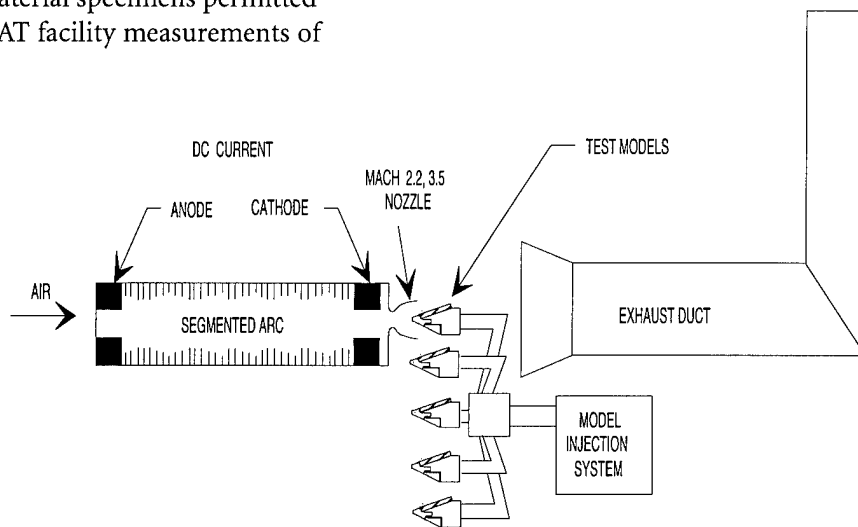 aterial specimens permitted
AT facility measurements of
DC CURRENT
TEST MODELS
MACH 2.2, 3.5
NOZZLE
ANODE
CATHODE
AIR
SEGMENTED ARC
EXHAUST DUCT
MODEL
INJECTION
SYSTEM